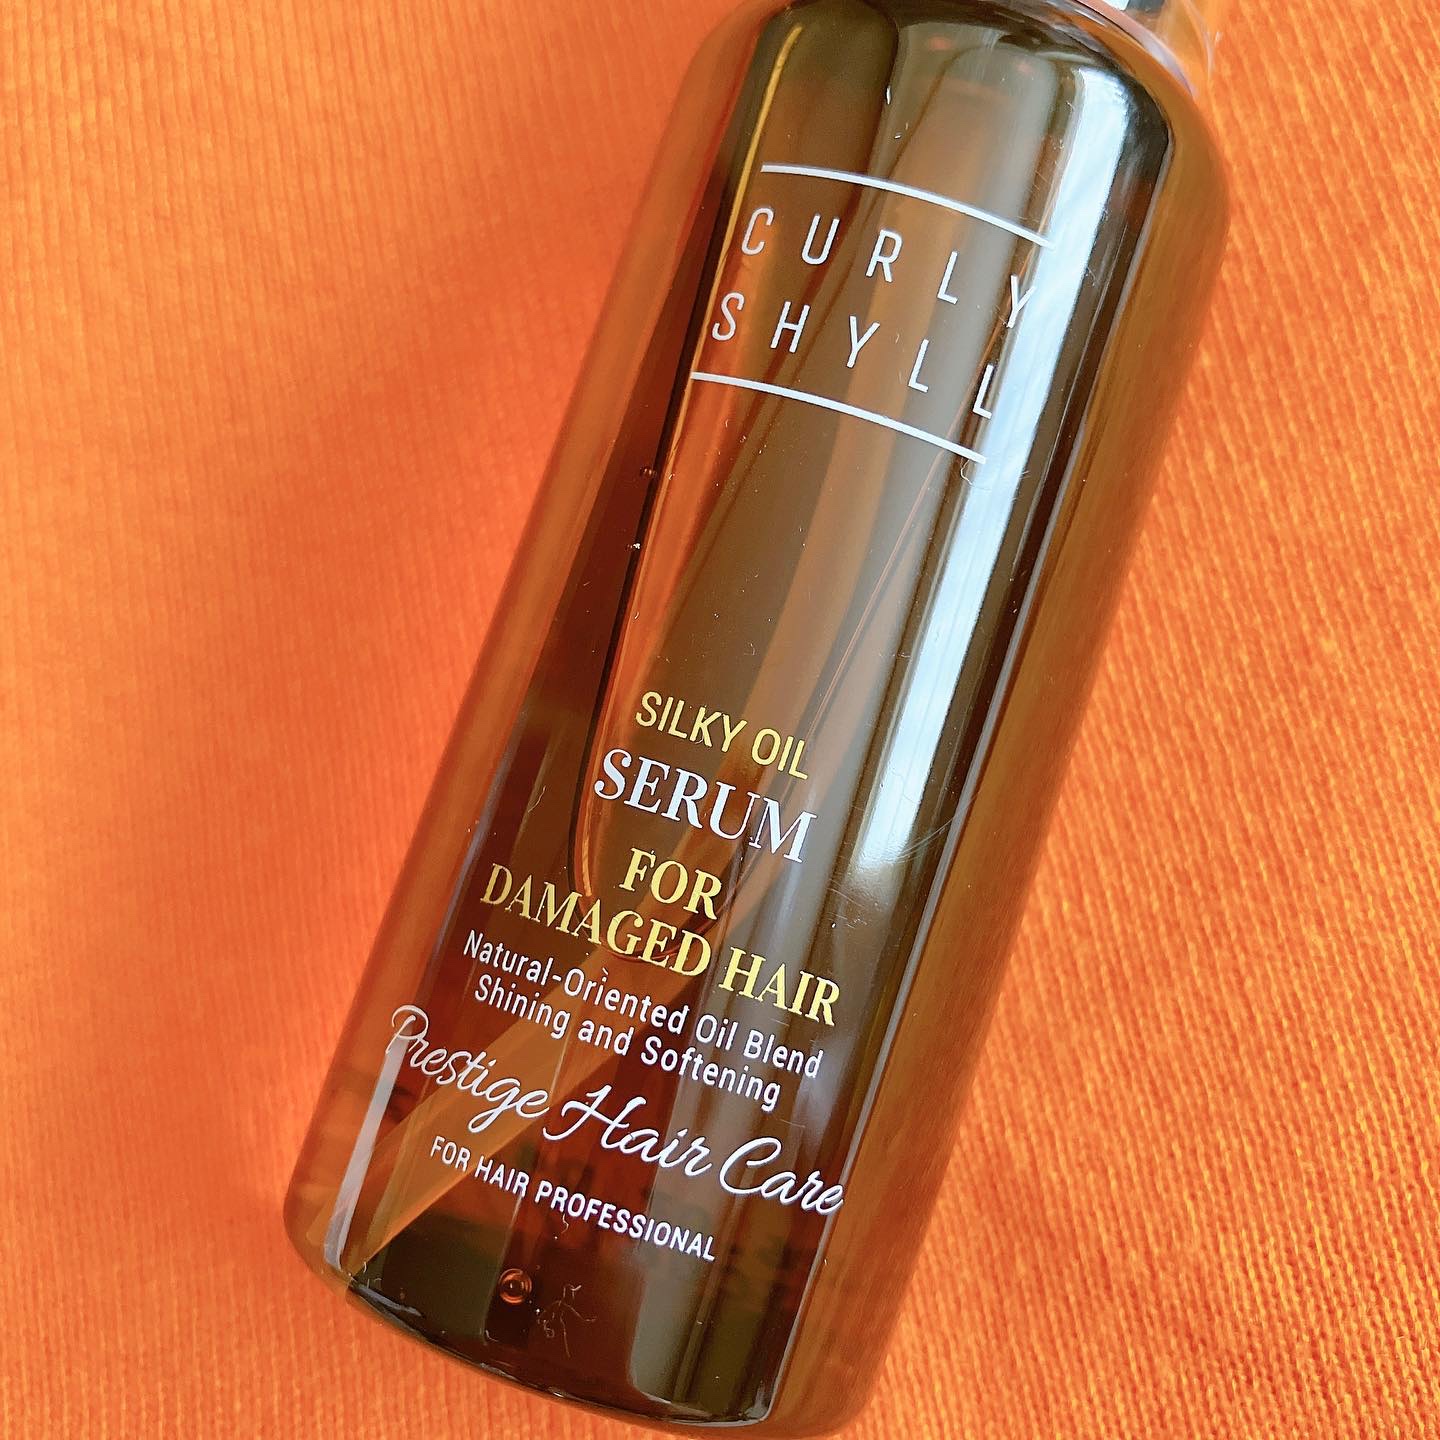 CURLY
SHYLL
SILKY OIL
SERUM
FOR
DAMAGED HAIR
Natural-Oriented Oil Blend
Shining and Softening
Prestige Hair Care
FOR HAIR PROFESSIONAL